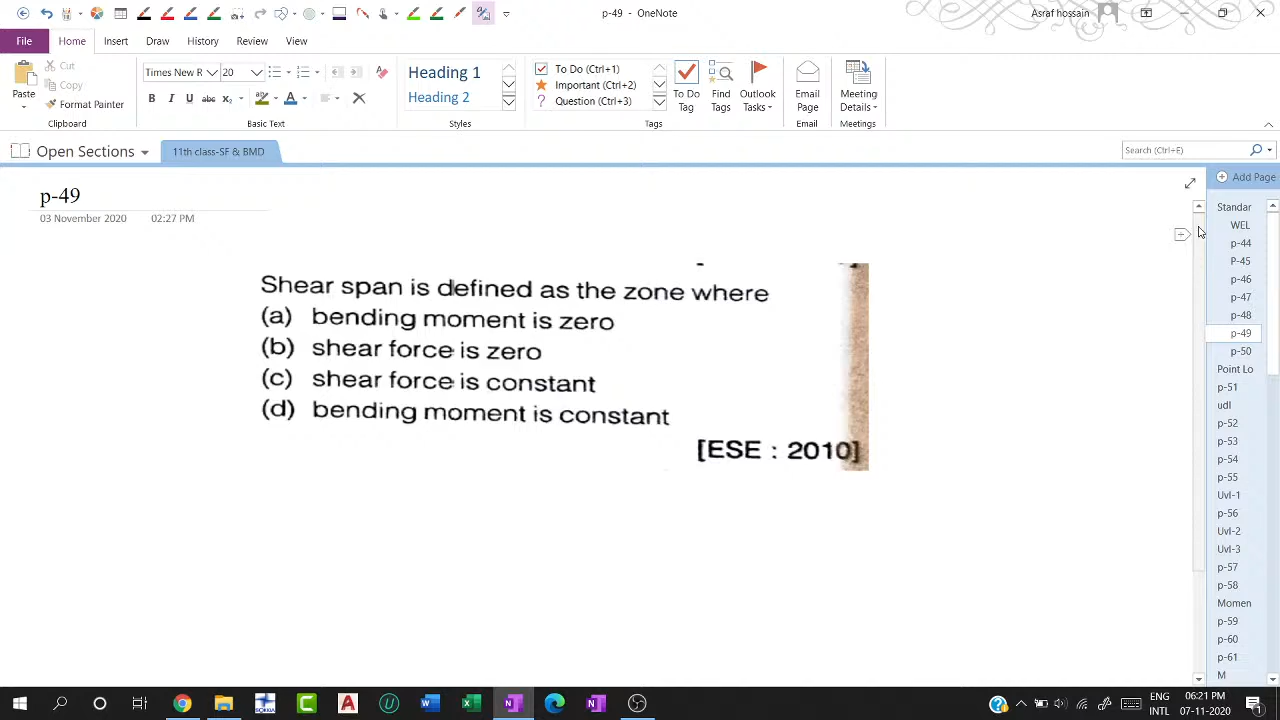 p-49 - OneNote
Asraf hossain
File
Home
Insert
Draw
History
Review
View
Paste
Cut
Copy
Format Painter
Clipboard
Times New R
20
B I U abc x₂
A
Basic Text
Heading 1
Heading 2
Styles
To Do (Ctrl+1)
Important (Ctrl+2)
? Question (Ctrl+3)
To Do
Tag
Find
Tags
Outlook
Tasks
Tags
Email
Page
Email
Meeting
Details
Meetings
Open Sections
11th class-SF & BMD
Search (Ctrl+E)
p-49
03 November 2020 02:27 PM
Shear span is defined as the zone where
(a) bending moment is zero
(b) shear force is zero
(c) shear force is constant
(d) bending moment is constant
[ESE : 2010]
Add Page
Standar
WEL
p-44
P-45
p-46
p-47
p-48
p-49
p-50
Point Lo
p-51
udl
p-52
p-53
p-54
p-55
Uvl-1
p-56
Uvl-2
Uvl-3
p-57
p-58
Momen
p-59
p-60
p-61
M
ENG
INTL
06:21 PM
07-11-2020